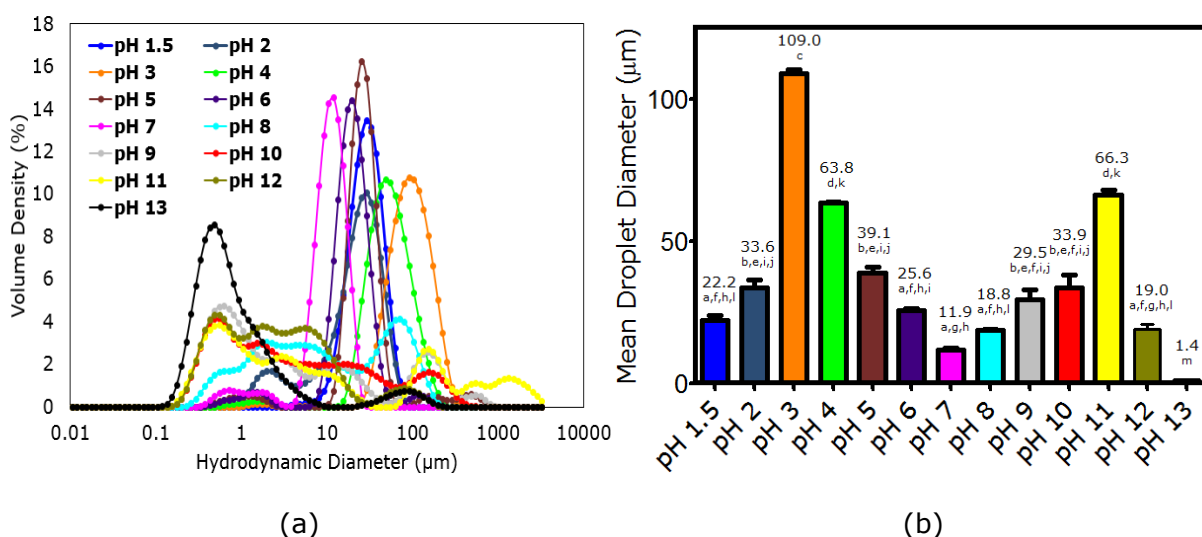 18
16
14
12
10
8
6
4
2
0
Volume Density (%)
pH 1.5 pH 2
pH 3 pH 4
pH 5 pH 6
pH 7 pH 8
pH 9 pH 10
pH 11 pH 12
pH 13
0.01 0.1 1 10 100 1000 10000
Hydrodynamic Diameter (µm)
(a)
Mean Droplet Diameter (µm)
100
50
0
22.2
a,f,h,l
33.6
b,e,i,j
109.0
c
63.8
d,k
39.1
b,e,i,j
25.6
a,f,h,i
11.9
a,g,h
18.8
a,f,h,l
29.5
b,e,f,i,j
33.9
b,e,f,i,j
66.3
d,k
19.0
a,f,g,h,l
1.4
m
pH 1.5
pH 2
pH 3
pH 4
pH 5
pH 6
pH 7
pH 8
pH 9
pH 10
pH 11
pH 12
pH 13
(b)